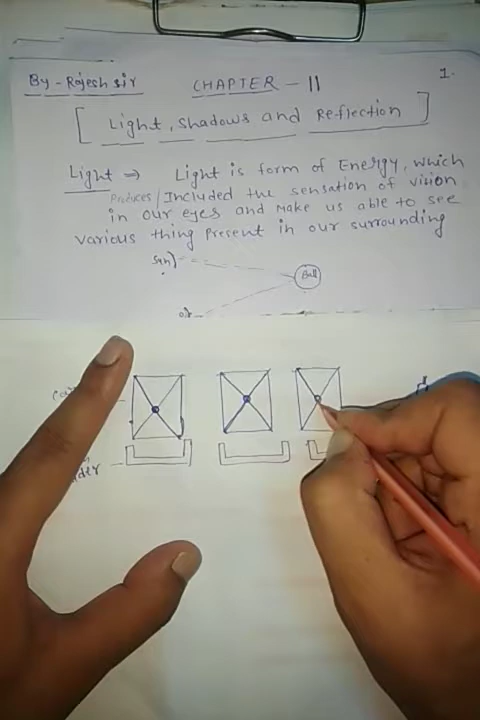 By - Rajesh sir
CHAPTER - 11
1.
[ Light, Shadows and Reflection ]
Light ⇒ Light is form of Energy, which
Produces/Included the sensation of vision
in our eyes and Make us able to see
various thing Present in our surrounding
Sun
Ball